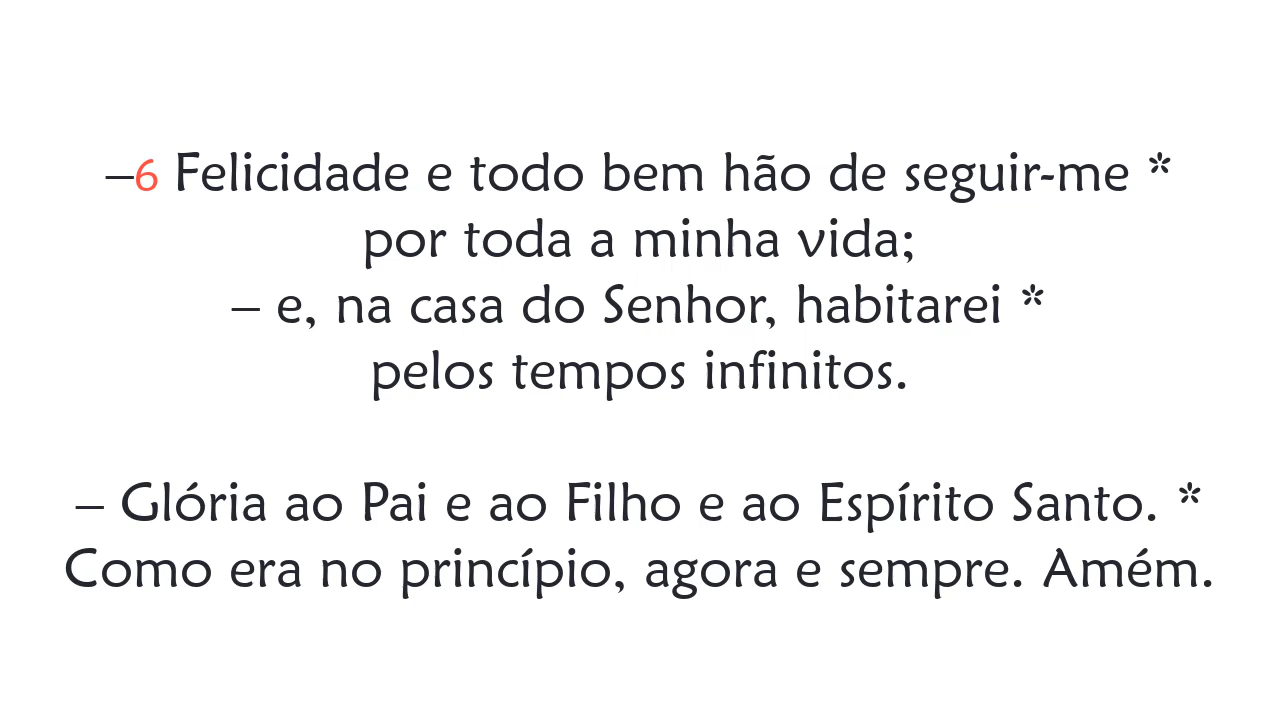 –6 Felicidade e todo bem hão de seguir-me *
por toda a minha vida;
– e, na casa do Senhor, habitarei *
pelos tempos infinitos.
– Glória ao Pai e ao Filho e ao Espírito Santo. *
Como era no princípio, agora e sempre. Amém.